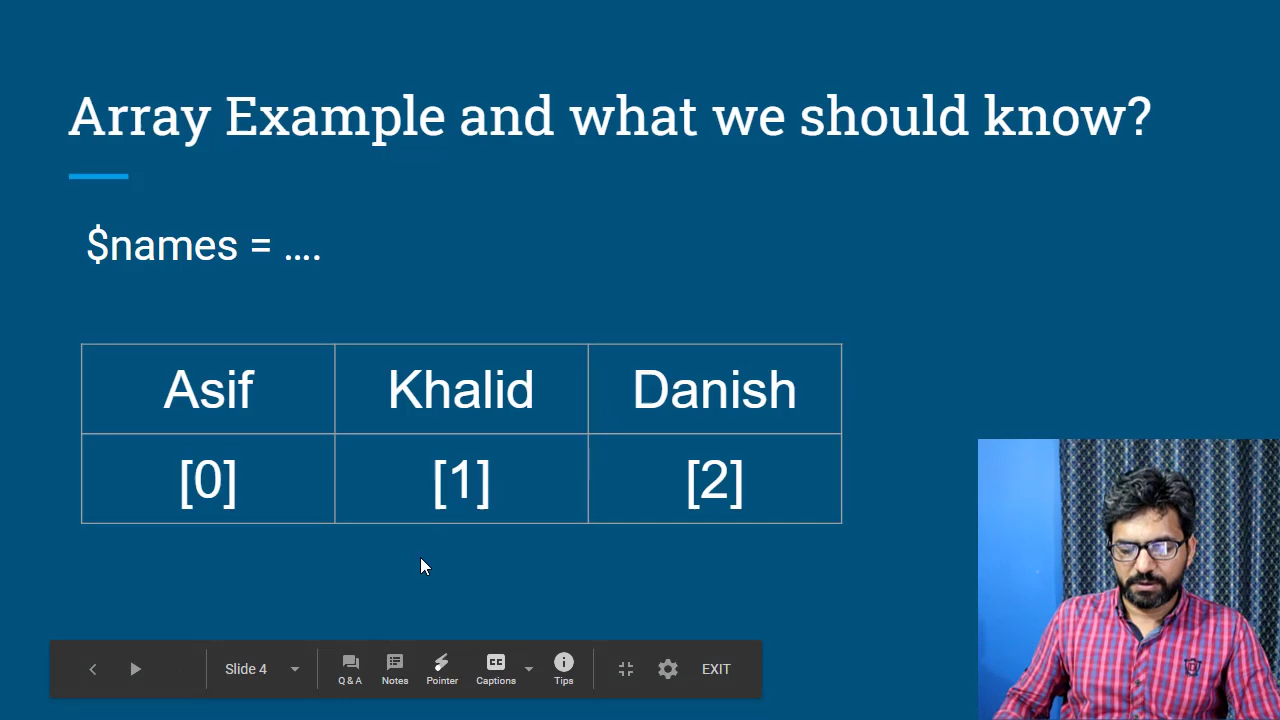 Array Example and what we should know?
$names = ....
Asif Khalid Danish
[0] [1] [2]
Slide 4 Q & A Notes Pointer Captions Tips EXIT